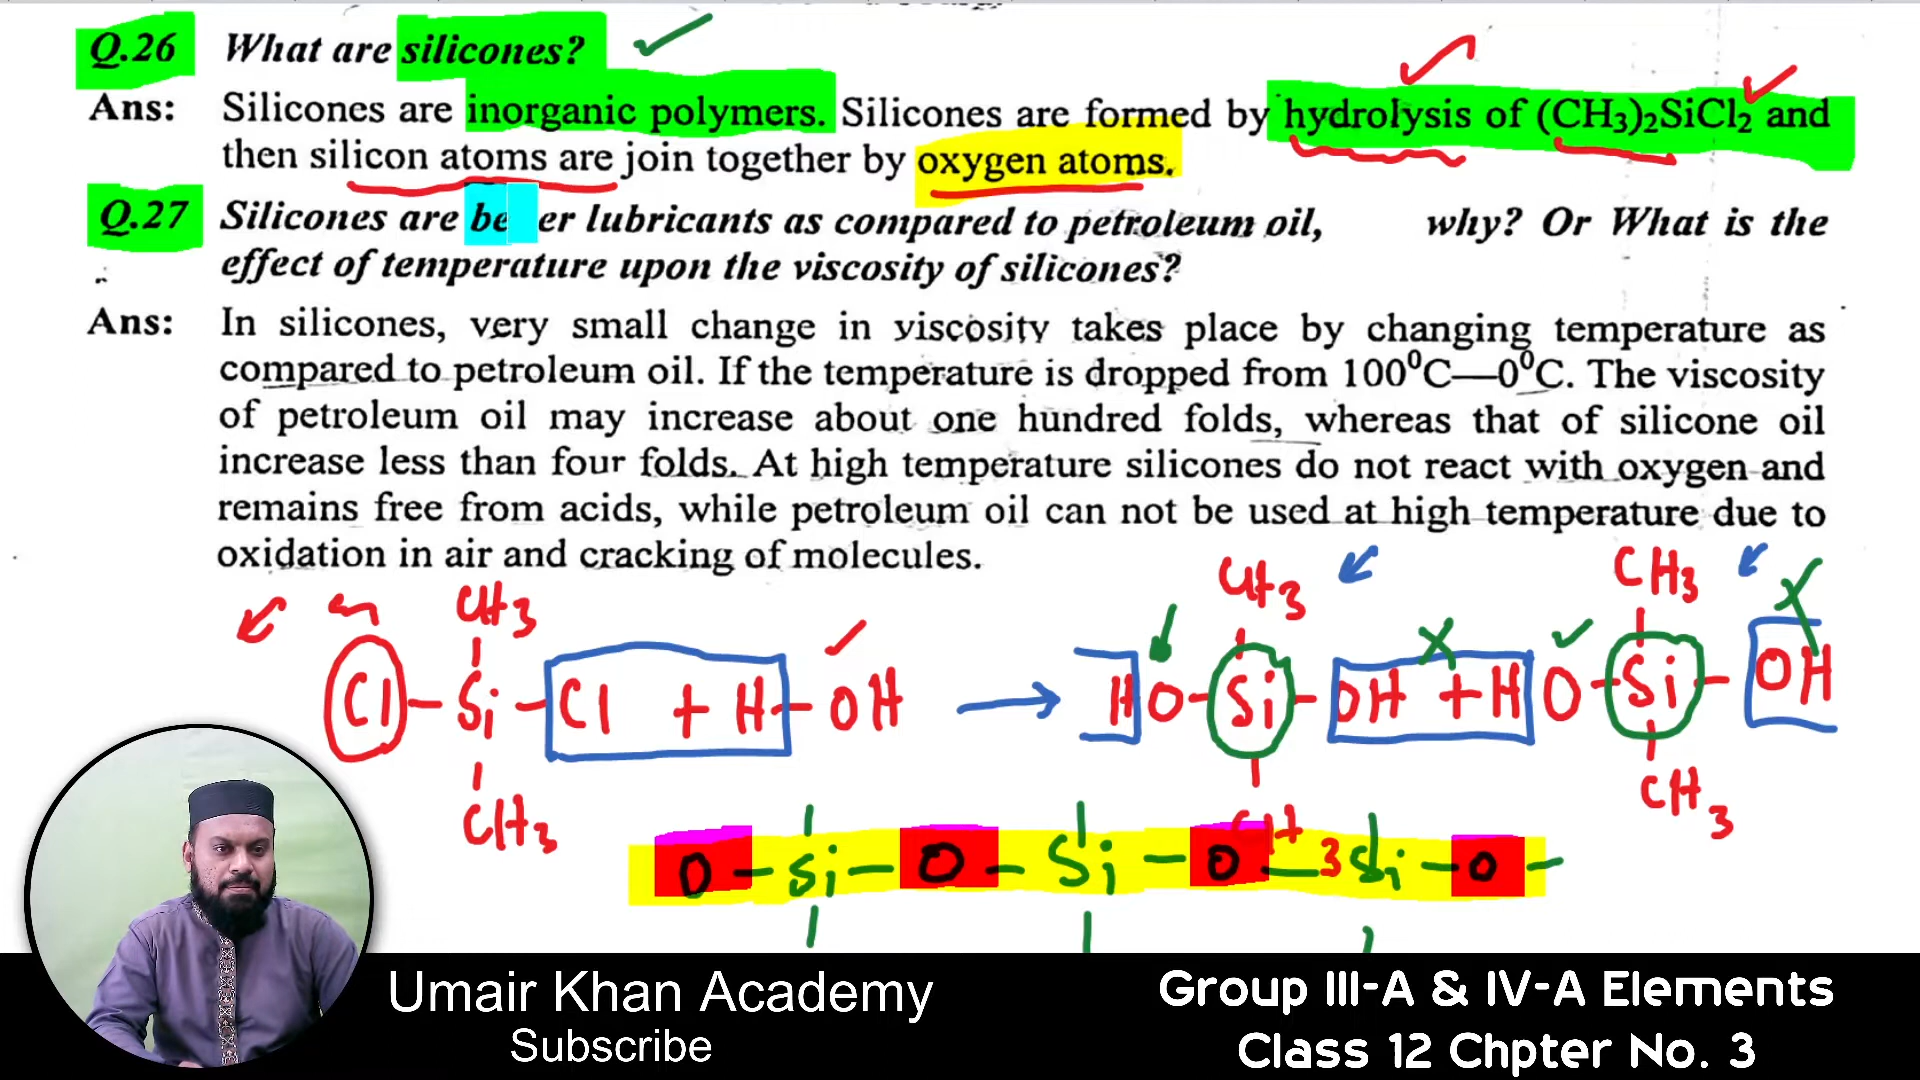 Q.26 What are silicones?
Ans: Silicones are inorganic polymers. Silicones are formed by hydrolysis of (CH₃)₂SiCl₂ and
then silicon atoms are join together by oxygen atoms.
Q.27 Silicones are be er lubricants as compared to petroleum oil, why? Or What is the
effect of temperature upon the viscosity of silicones?
Ans: In silicones, very small change in viscosity takes place by changing temperature as
compared to petroleum oil. If the temperature is dropped from 100⁰C—0⁰C. The viscosity
of petroleum oil may increase about one hundred folds, whereas that of silicone oil
increase less than four folds. At high temperature silicones do not react with oxygen and
remains free from acids, while petroleum oil can not be used at high temperature due to
oxidation in air and cracking of molecules.
CH3 CH3 CH3
Cl – Si – Cl + H – OH → HO – Si – OH + H O – Si – OH
CH3 CH3 CH3
O – Si – O – Si – O – Si – O –
Umair Khan Academy
Subscribe
Group III-A & IV-A Elements
Class 12 Chpter No. 3